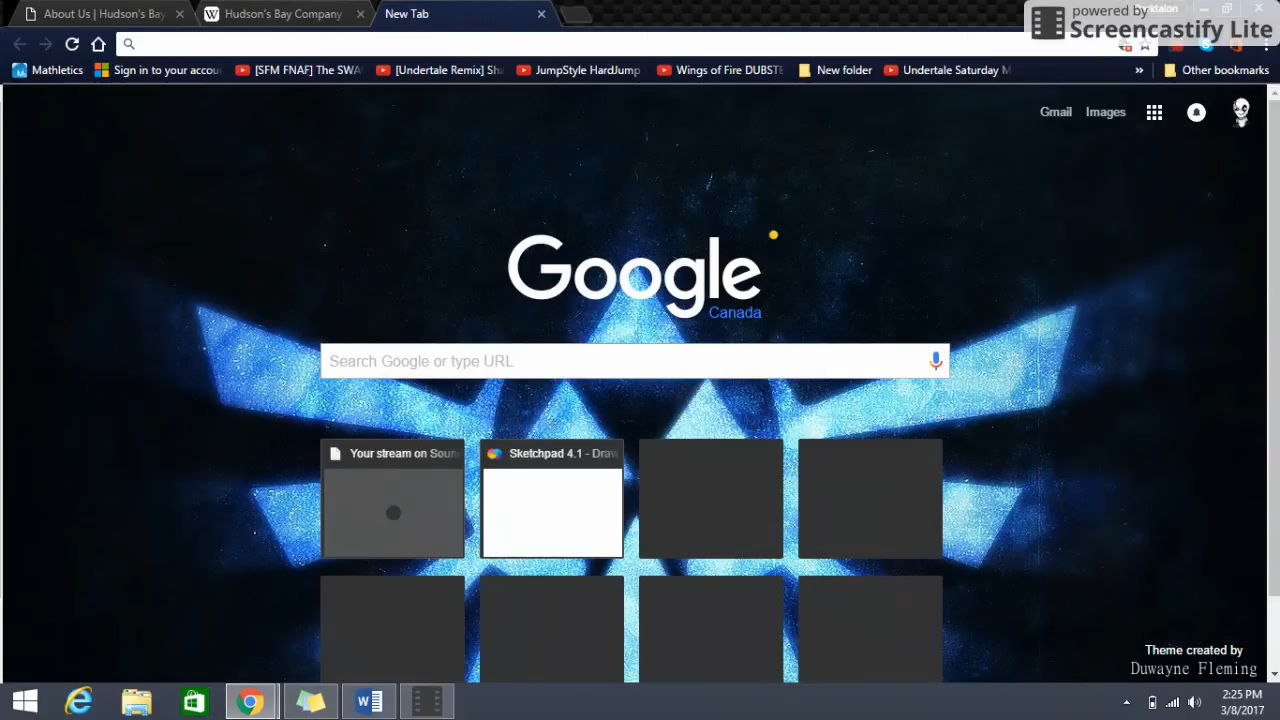 About Us | Hudson's Bay
Hudson's Bay Company
New Tab
powered by
Screencastify Lite
Mathletics
Sign in to your accou
[SFM FNAF] The SWA
[Undertale Remix] Sha
JumpStyle HardJump
Wings of Fire DUBSTE
New folder
Undertale Saturday M
»
Other bookmarks
Gmail
Images
Google
Canada
Search Google or type URL
Your stream on Soun
Sketchpad 4.1 - Draw
Theme created by
Duwayne Fleming
2:25 PM
3/8/2017